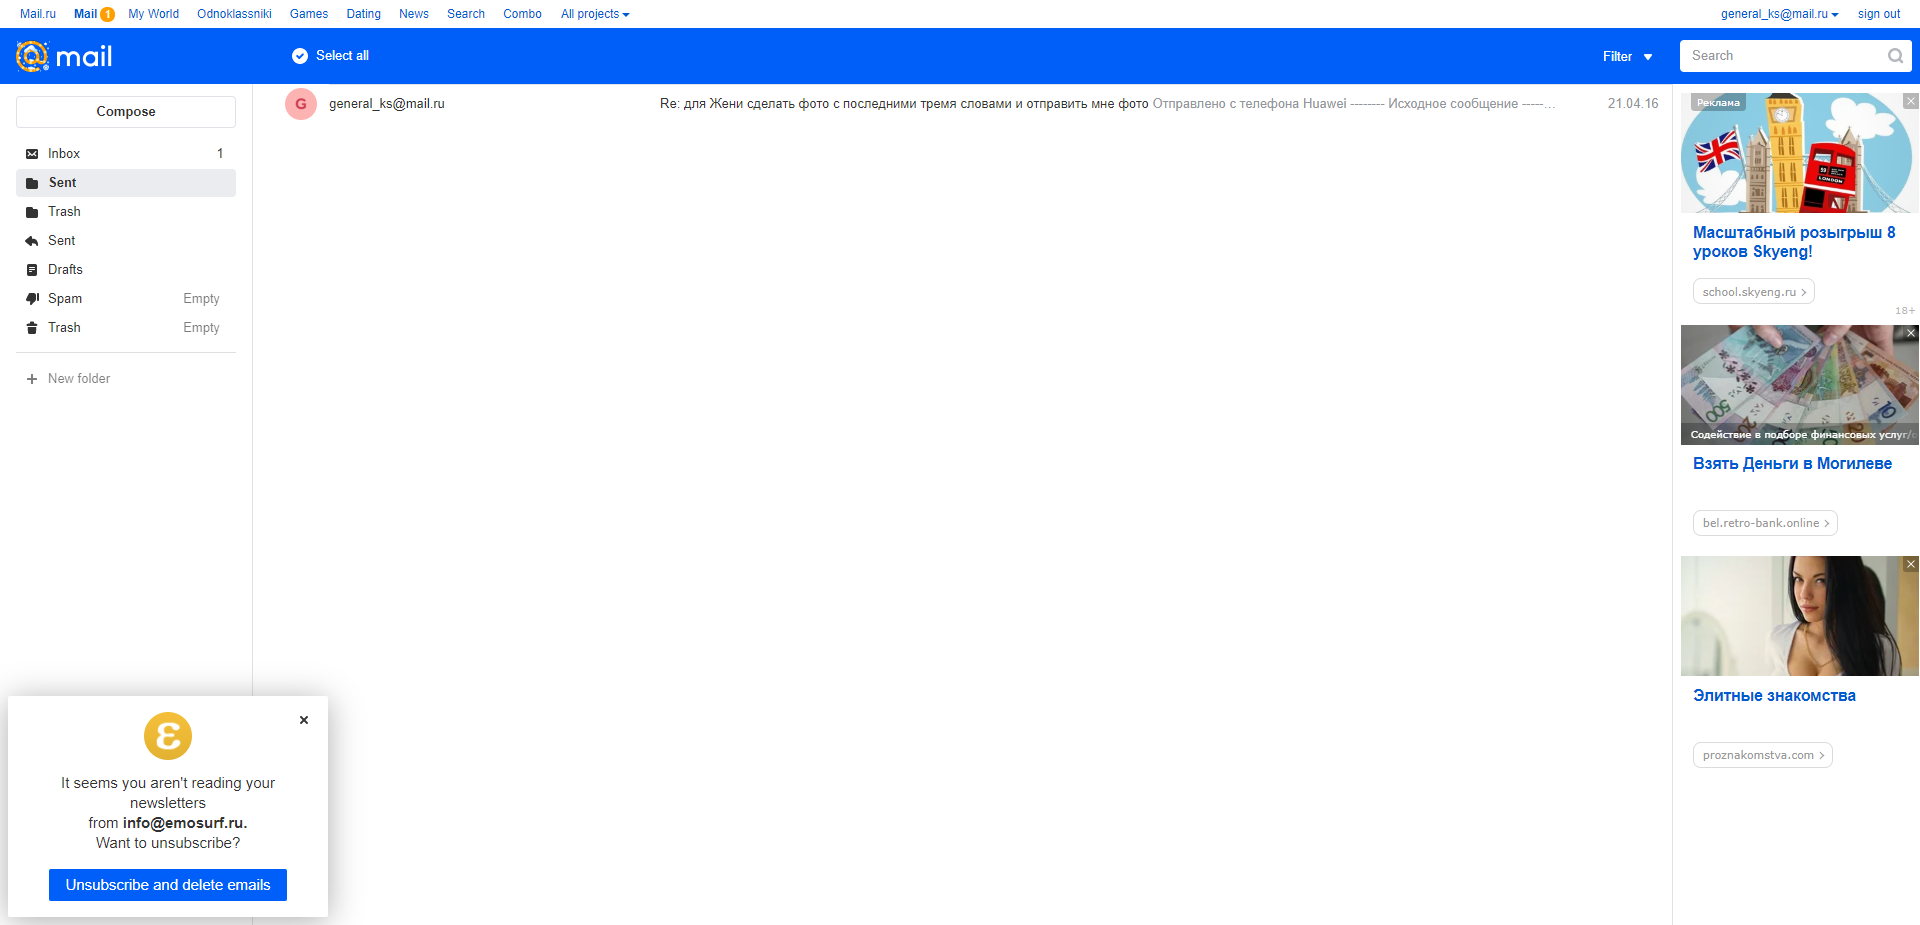 Mail.ru Mail 1 My World Odnoklassniki Games Dating News Search Combo All projects general_ks@mail.ru sign out
mail Select all Filter Search
Compose
Inbox 1
Sent
Trash
Sent
Drafts
Spam Empty
Trash Empty
New folder
G general_ks@mail.ru Re: для Жени сделать фото с последними тремя словами и отправить мне фото Отправлено с телефона Huawei -------- Исходное сообщение -----... 21.04.16
Реклама
LONDON
Масштабный розыгрыш 8
уроков Skyeng!
school.skyeng.ru
18+
500
10
Содействие в подборе финансовых услуг/
Взять Деньги в Могилеве
bel.retro-bank.online
Элитные знакомства
proznakomstva.com
It seems you aren't reading your
newsletters
from info@emosurf.ru.
Want to unsubscribe?
Unsubscribe and delete emails